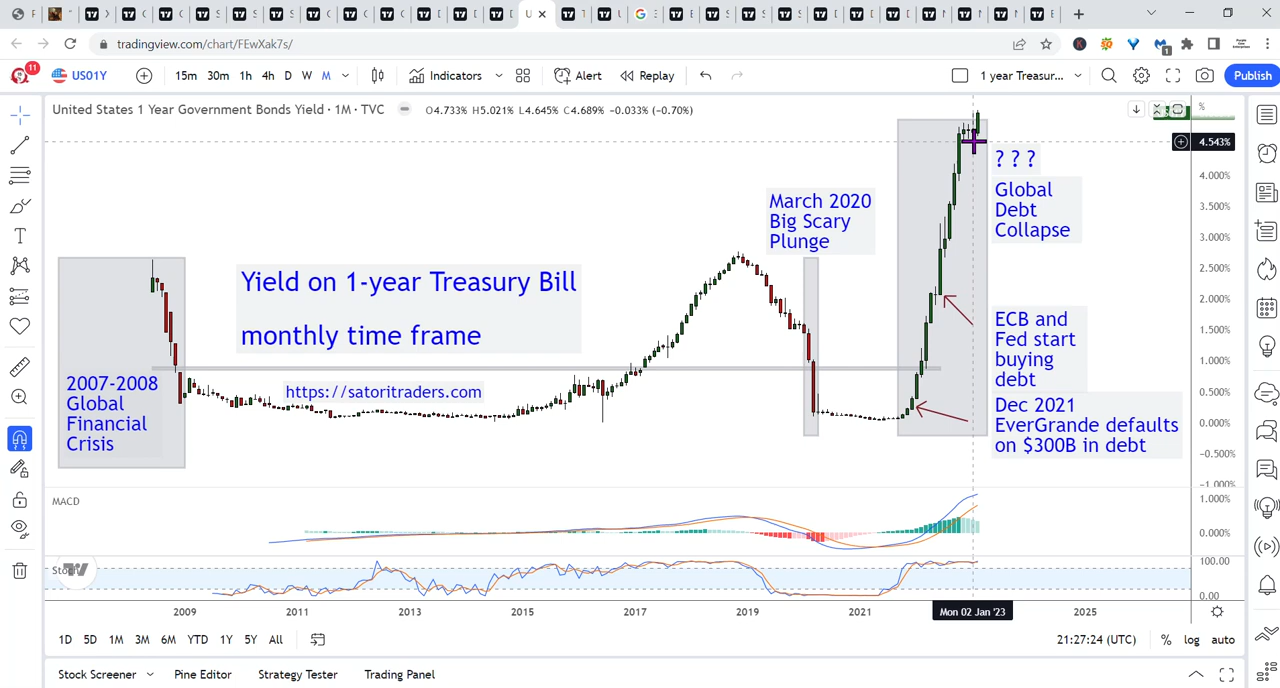 tradingview.com/chart/FEwXak7s/
11
US01Y
15m 30m 1h 4h D W M
Indicators
Alert
Replay
1 year Treasur...
Publish
United States 1 Year Government Bonds Yield · 1M · TVC
O4.733% H5.021% L4.645% C4.689% -0.033% (-0.70%)
%
4.543%
4.000%
3.500%
3.000%
2.500%
2.000%
1.500%
1.000%
0.500%
0.000%
-0.500%
-1.000%
? ? ?
Global
Debt
Collapse
March 2020
Big Scary
Plunge
Yield on 1-year Treasury Bill
monthly time frame
https://satoritraders.com
2007-2008
Global
Financial
Crisis
ECB and
Fed start
buying
debt
Dec 2021
EverGrande defaults
on $300B in debt
MACD
1.000%
0.000%
100.00
0.00
2009 2011 2013 2015 2017 2019 2021 Mon 02 Jan '23 2025
1D 5D 1M 3M 6M YTD 1Y 5Y All
21:27:24 (UTC) % log auto
Stock Screener Pine Editor Strategy Tester Trading Panel